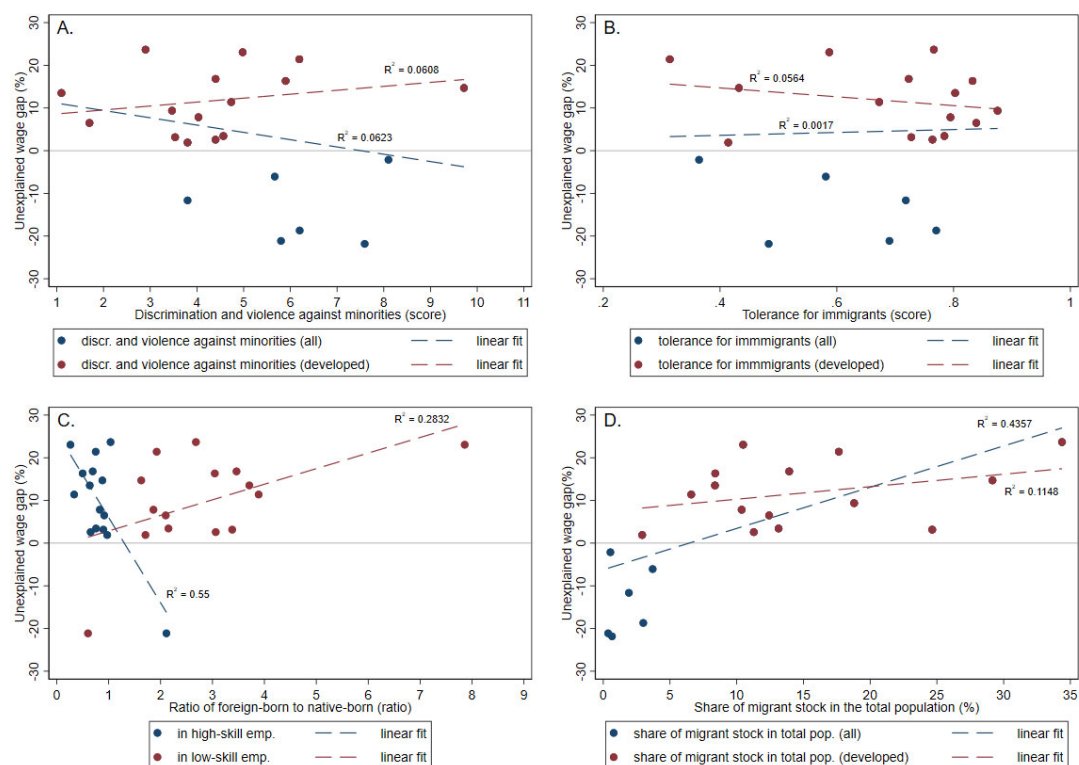 A.
Unexplained wage gap (%)
30
20
10
0
-10
-20
-30
R² = 0.0608
R² = 0.0623
1 2 3 4 5 6 7 8 9 10 11
Discrimination and violence against minorities (score)
discr. and violence against minorities (all) linear fit
discr. and violence against minorities (developed) linear fit
B.
Unexplained wage gap (%)
30
20
10
0
-10
-20
-30
R² = 0.0564
R² = 0.0017
.2 .4 .6 .8 1
Tolerance for immigrants (score)
tolerance for immmigrants (all) linear fit
tolerance for immmigrants (developed) linear fit
C.
Unexplained wage gap (%)
30
20
10
0
-10
-20
-30
R² = 0.2832
R² = 0.55
0 1 2 3 4 5 6 7 8 9
Ratio of foreign-born to native-born (ratio)
in high-skill emp. linear fit
in low-skill emp. linear fit
D.
Unexplained wage gap(%)
30
20
10
0
-10
-20
-30
R² = 0.4357
R² = 0.1148
0 5 10 15 20 25 30 35
Share of migrant stock in the total population (%)
share of migrant stock in total pop. (all) linear fit
share of migrant stock in total pop. (developed) linear fit